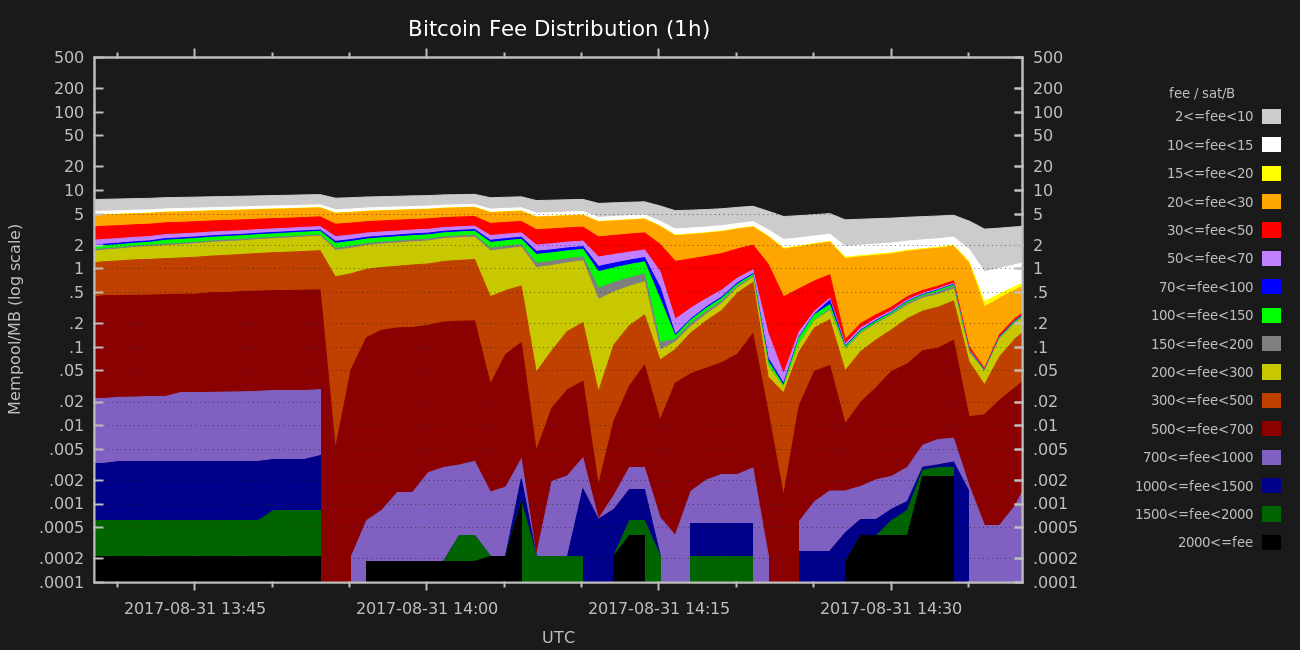 Bitcoin Fee Distribution (1h)
500
200
100
50
20
10
5
2
1
.5
.2
.1
.05
.02
.01
.005
.002
.001
.0005
.0002
.0001
Mempool/MB (log scale)
500
200
100
50
20
10
5
2
1
.5
.2
.1
.05
.02
.01
.005
.002
.001
.0005
.0002
.0001
2017-08-31 13:45
2017-08-31 14:00
2017-08-31 14:15
2017-08-31 14:30
UTC
fee / sat/B
2<=fee<10
10<=fee<15
15<=fee<20
20<=fee<30
30<=fee<50
50<=fee<70
70<=fee<100
100<=fee<150
150<=fee<200
200<=fee<300
300<=fee<500
500<=fee<700
700<=fee<1000
1000<=fee<1500
1500<=fee<2000
2000<=fee